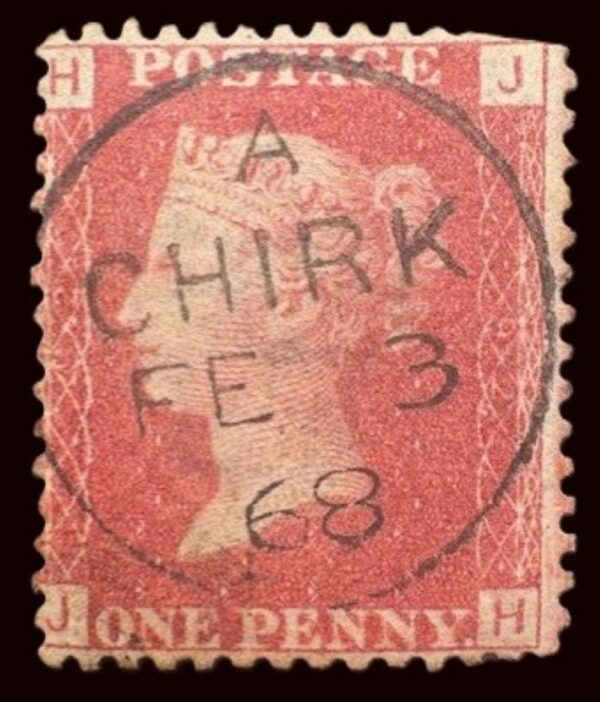 H POSTAGE J
A
CHIRK
FE 3
68
J ONE PENNY. H